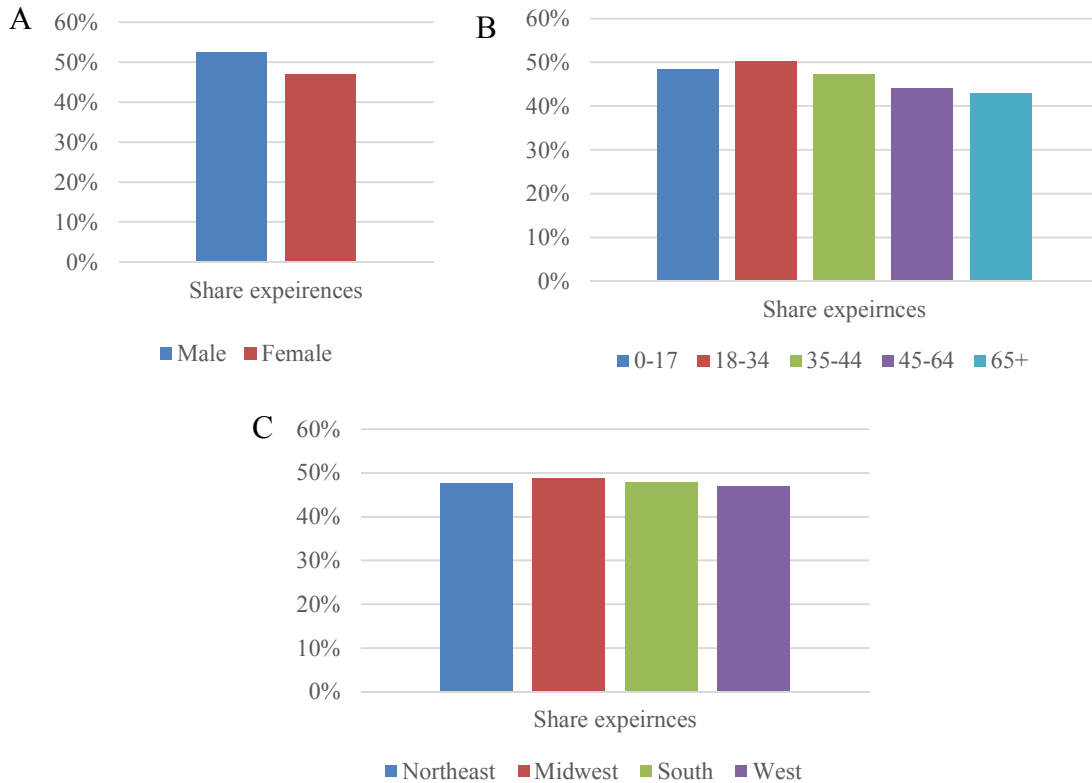 A
60%
50%
40%
30%
20%
10%
0%
Share expeirences
Male Female
B
60%
50%
40%
30%
20%
10%
0%
Share expeirnces
0-17 18-34 35-44 45-64 65+
C
60%
50%
40%
30%
20%
10%
0%
Share expeirnces
Northeast Midwest South West